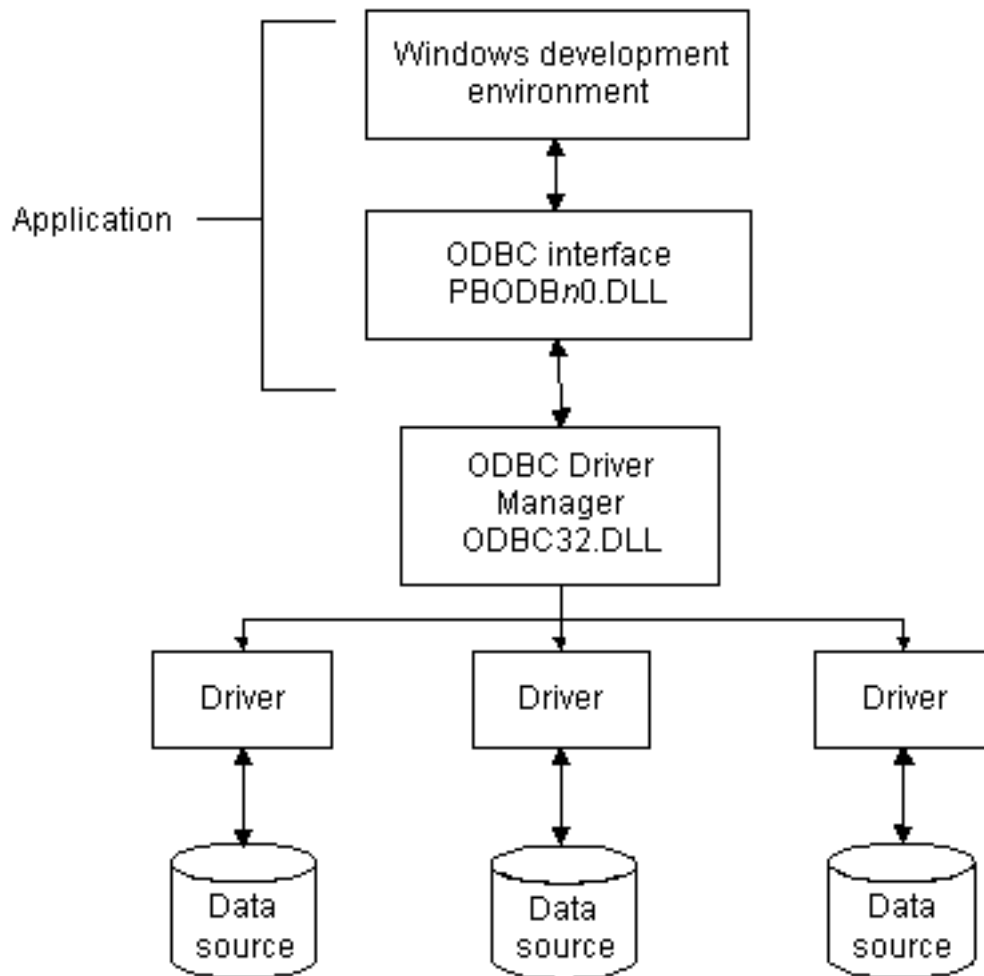 Windows development
environment
Application
ODBC interface
PBODBn0.DLL
ODBC Driver
Manager
ODBC32.DLL
Driver
Driver
Driver
Data
source
Data
source
Data
source